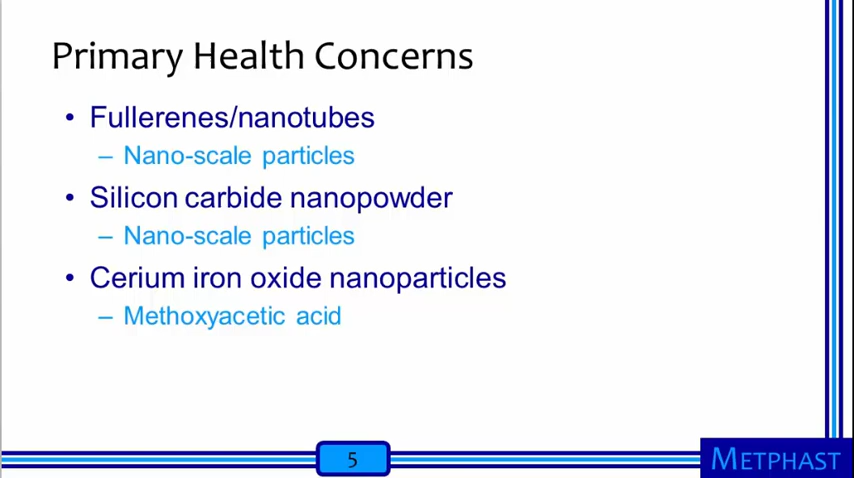 Primary Health Concerns
• Fullerenes/nanotubes
– Nano-scale particles
• Silicon carbide nanopowder
– Nano-scale particles
• Cerium iron oxide nanoparticles
– Methoxyacetic acid
5
METPHAST